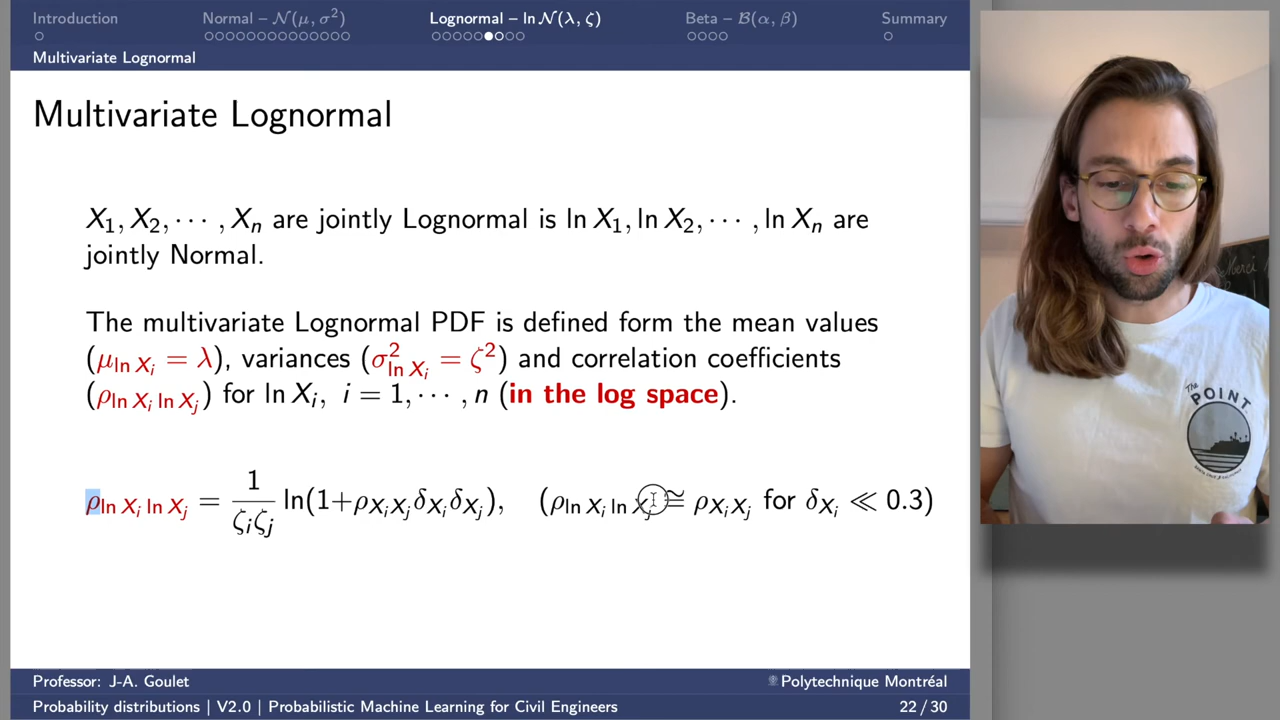 Introduction Normal – 𝒩(μ, σ²) Lognormal – ln 𝒩(λ, ζ) Beta – ℬ(α, β) Summary
Multivariate Lognormal
Multivariate Lognormal
X₁, X₂, ⋯ , Xₙ are jointly Lognormal is ln X₁, ln X₂, ⋯ , ln Xₙ are
jointly Normal.
The multivariate Lognormal PDF is defined form the mean values
(μ_{ln Xᵢ} = λ), variances (σ²_{ln Xᵢ} = ζ²) and correlation coefficients
(ρ_{ln Xᵢ ln Xⱼ}) for ln Xᵢ, i = 1, ⋯ , n (in the log space).
ρ_{ln Xᵢ ln Xⱼ} = 1/(ζᵢζⱼ) ln(1+ρ_{XᵢXⱼ}δ_{Xᵢ}δ_{Xⱼ}), (ρ_{ln Xᵢ ln Xⱼ} ≅ ρ_{XᵢXⱼ} for δ_{Xᵢ} ≪ 0.3)
Merci
The
POINT
Professor: J-A. Goulet Polytechnique Montréal
Probability distributions | V2.0 | Probabilistic Machine Learning for Civil Engineers 22 / 30